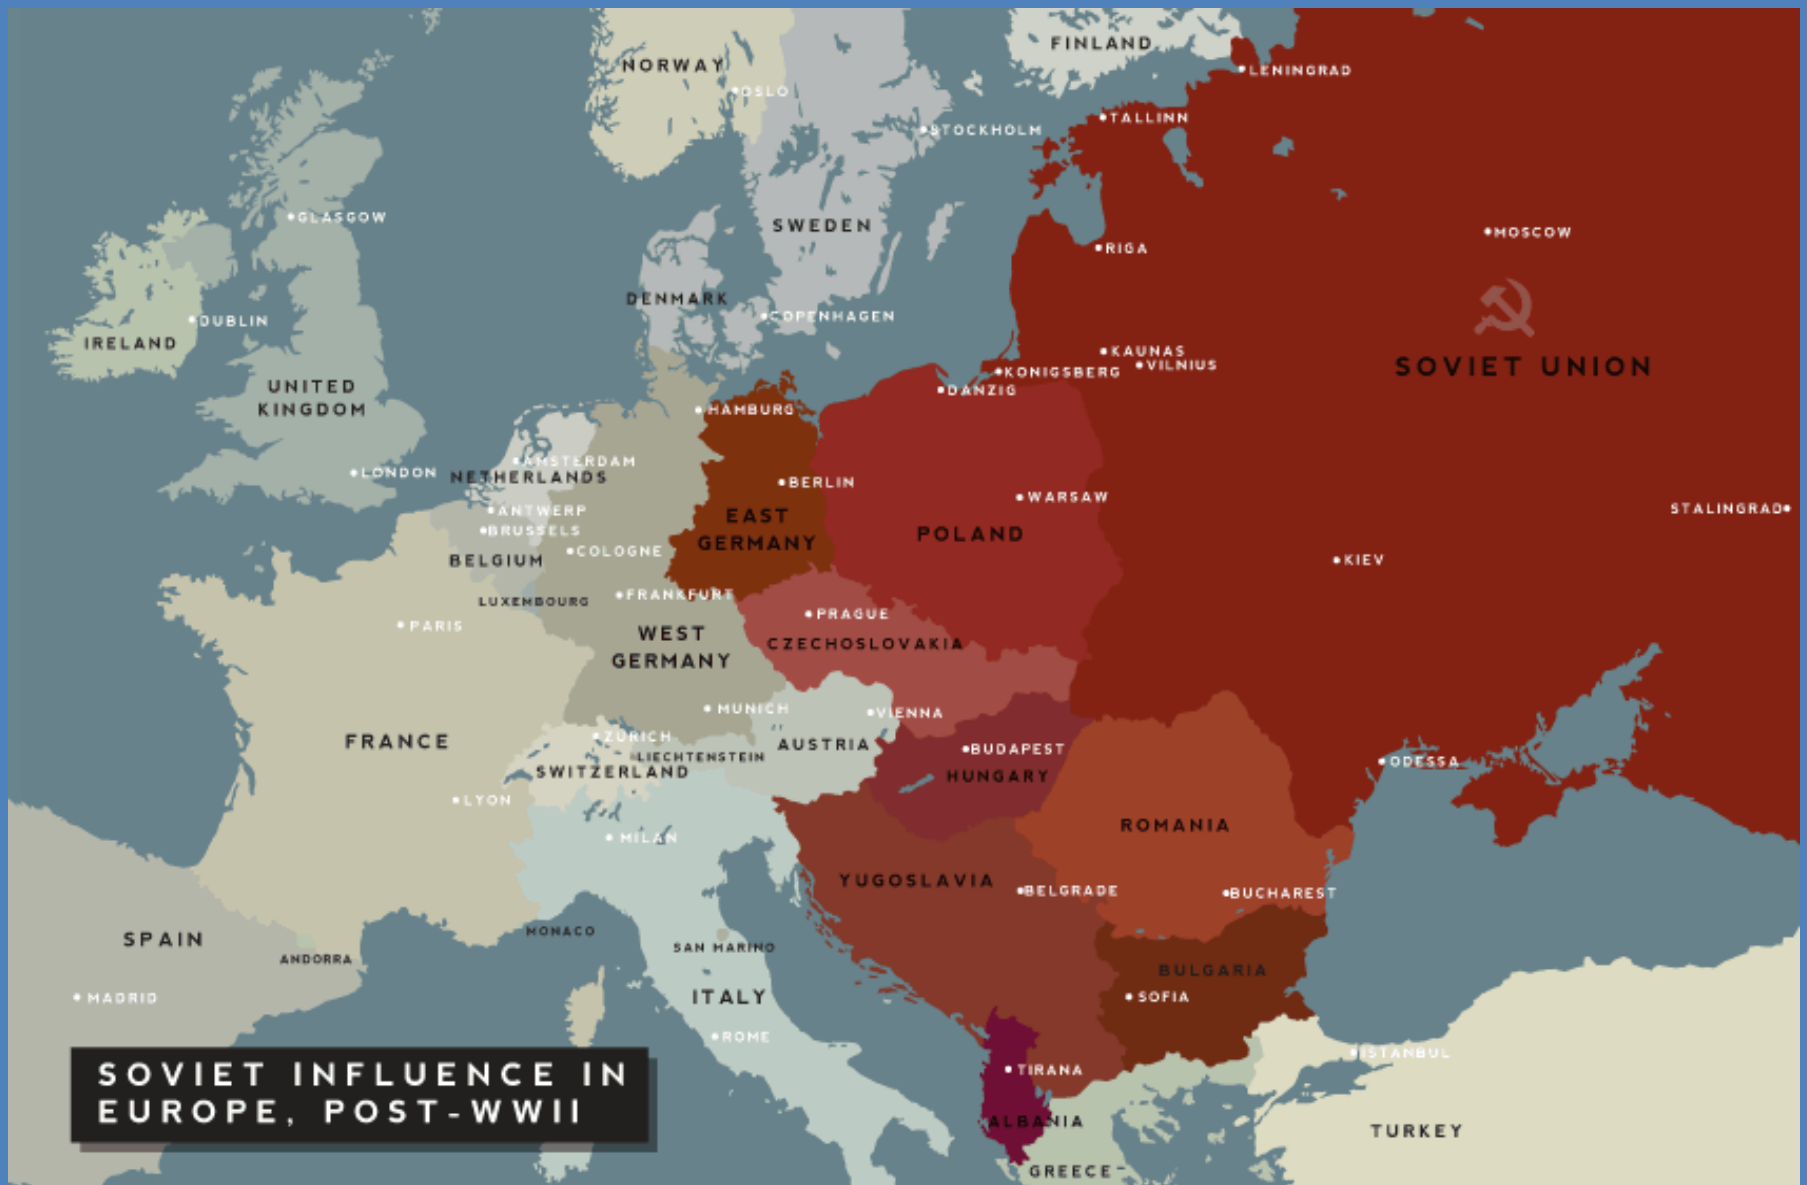 NORWAY
OSLO
FINLAND
LENINGRAD
TALLINN
STOCKHOLM
GLASGOW
SWEDEN
MOSCOW
RIGA
DENMARK
COPENHAGEN
DUBLIN
IRELAND
UNITED
KINGDOM
KAUNAS
VILNIUS
KONIGSBERG
DANZIG
SOVIET UNION
HAMBURG
LONDON
AMSTERDAM
NETHERLANDS
BERLIN
WARSAW
STALINGRAD
ANTWERP
BRUSSELS
EAST
GERMANY
POLAND
BELGIUM
COLOGNE
KIEV
LUXEMBOURG
FRANKFURT
PARIS
PRAGUE
CZECHOSLOVAKIA
WEST
GERMANY
MUNICH
VIENNA
FRANCE
ZURICH
LIECHTENSTEIN
SWITZERLAND
AUSTRIA
BUDAPEST
HUNGARY
ODESSA
LYON
MILAN
ROMANIA
YUGOSLAVIA
BELGRADE
BUCHAREST
SPAIN
ANDORRA
MONACO
SAN MARINO
BULGARIA
MADRID
ITALY
SOFIA
ROME
ISTANBUL
TIRANA
ALBANIA
TURKEY
GREECE
SOVIET INFLUENCE IN
EUROPE, POST-WWII